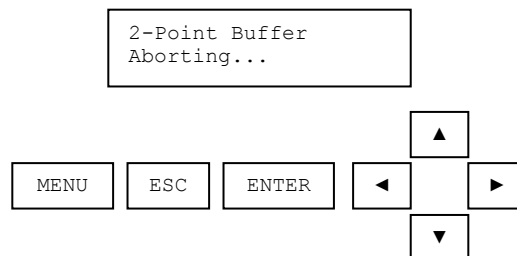 2-Point Buffer
Aborting...
▲
MENU ESC ENTER ◄ ►
▼